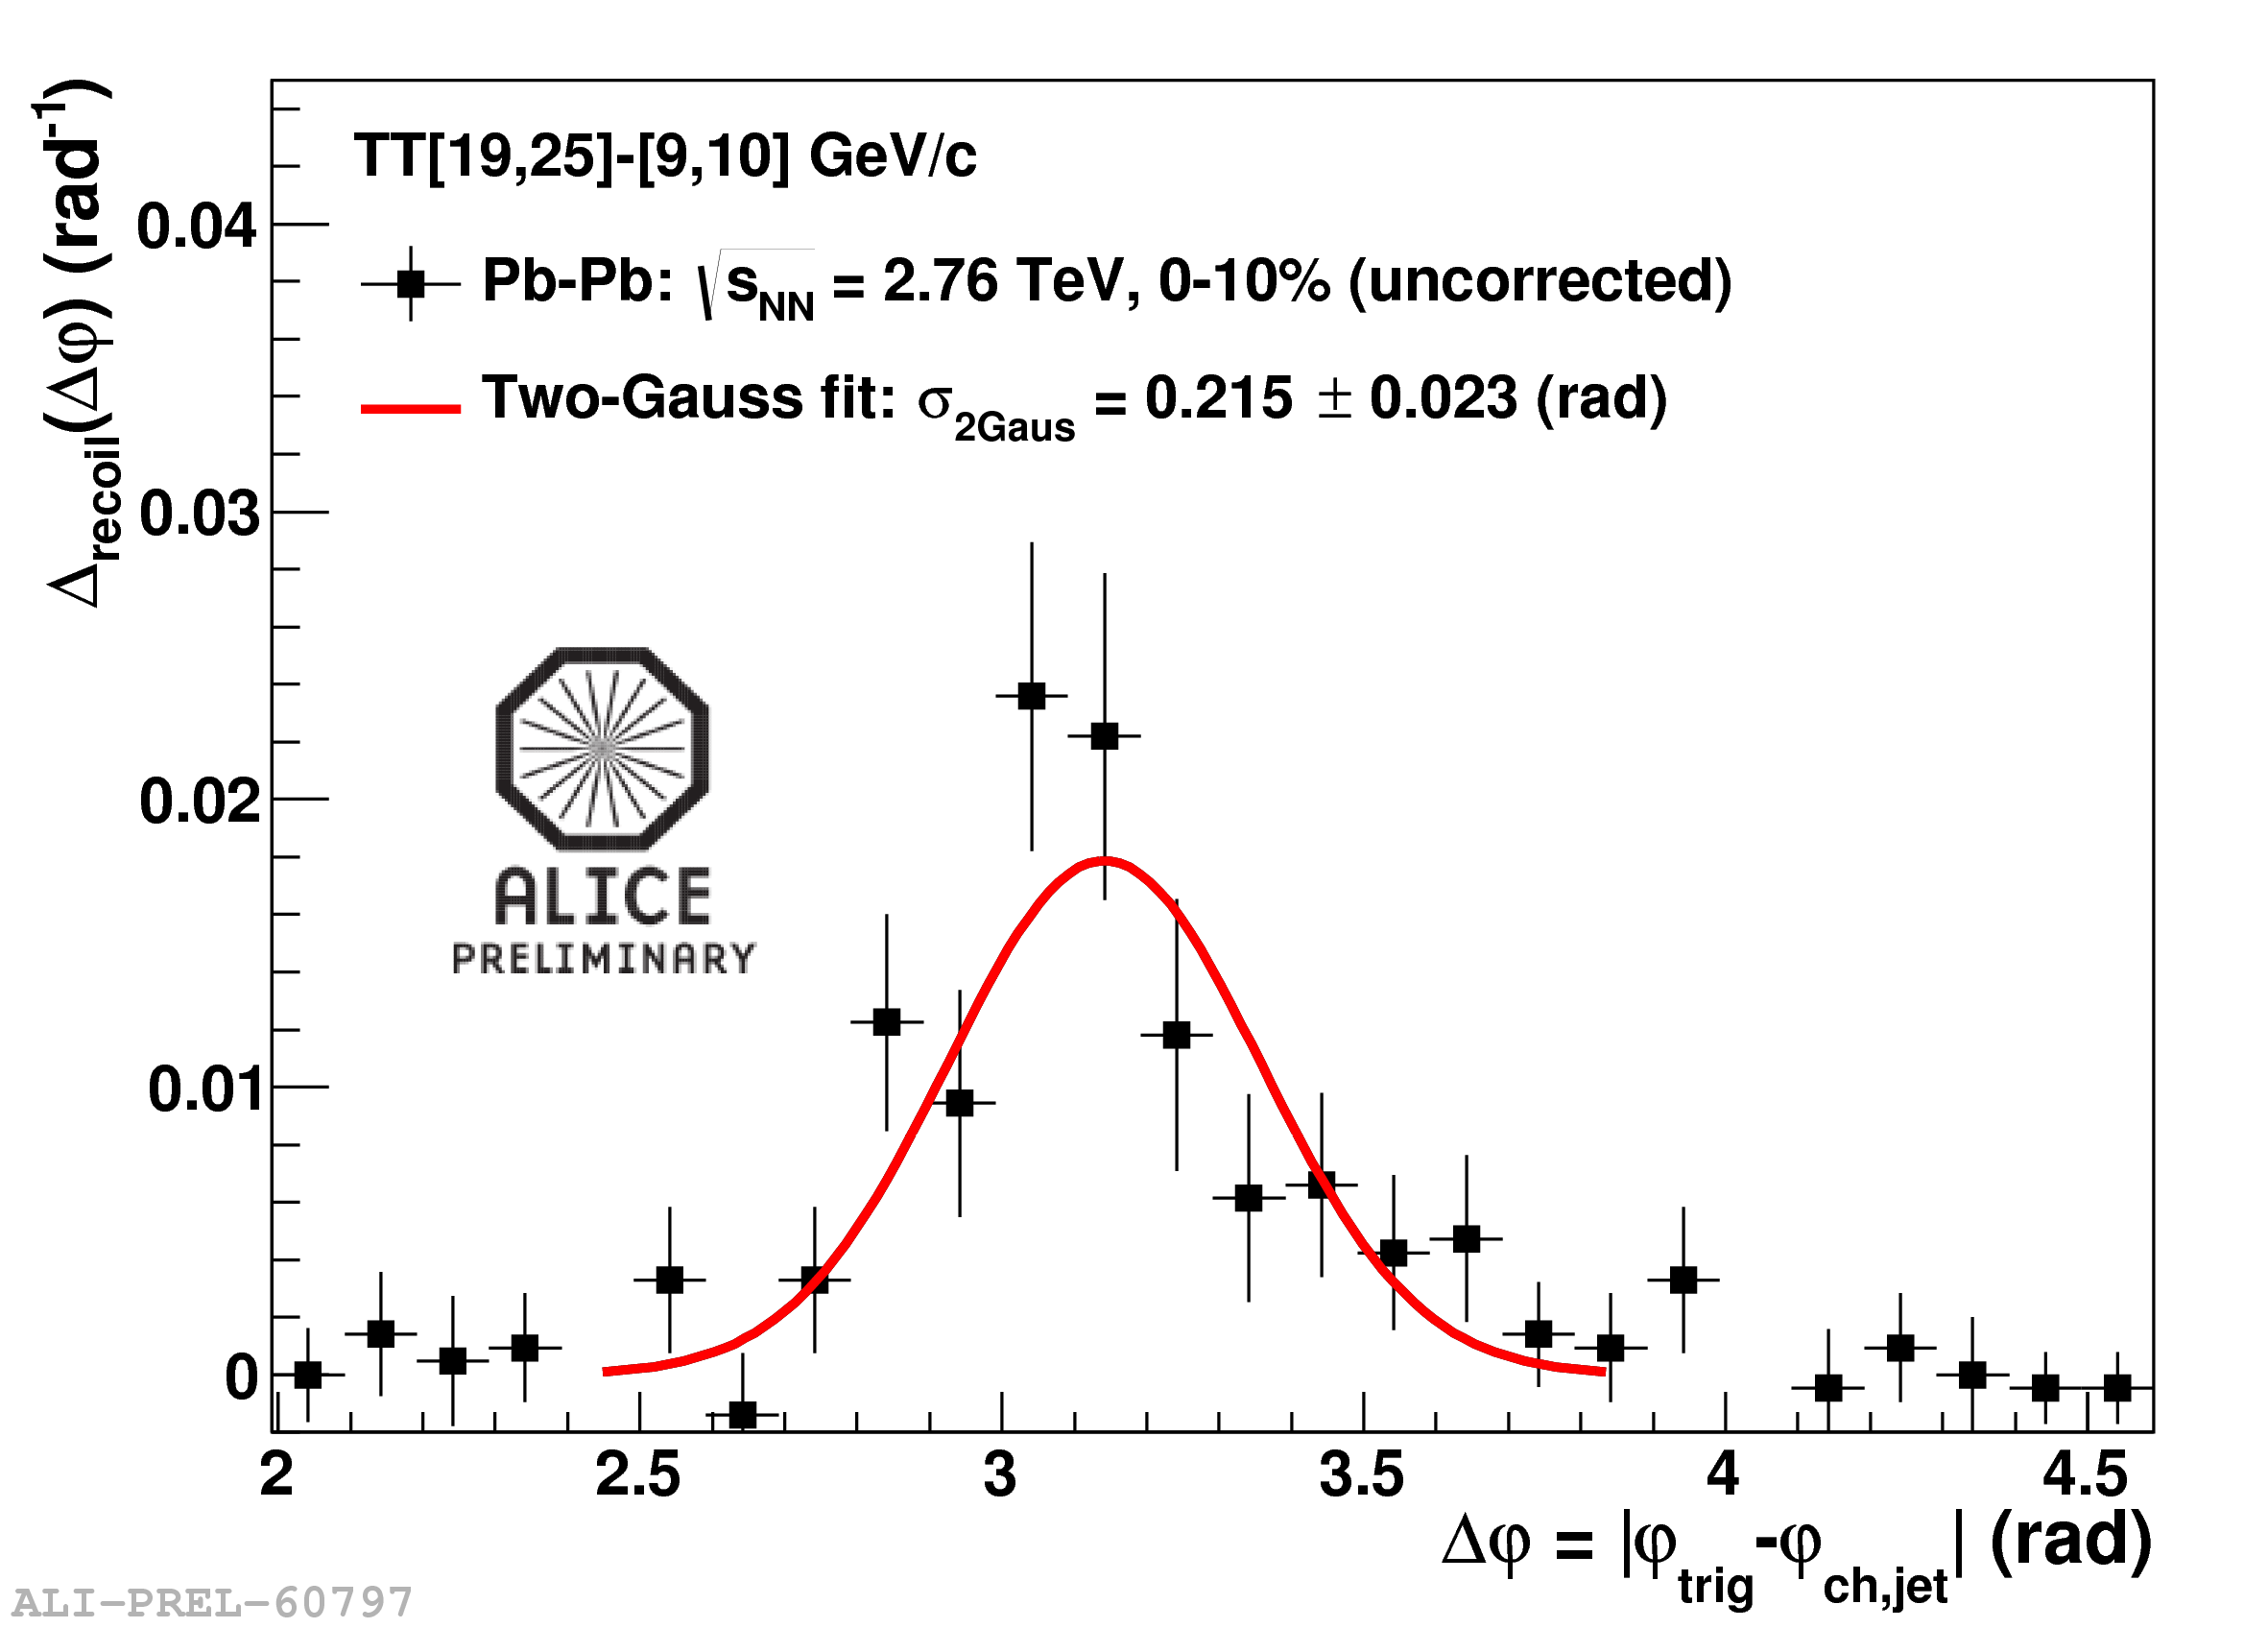 Δrecoil(Δφ) (rad-1)
TT[19,25]-[9,10] GeV/c
Pb-Pb: √sNN = 2.76 TeV, 0-10% (uncorrected)
Two-Gauss fit: σ2Gaus = 0.215 ± 0.023 (rad)
0.04
0.03
0.02
0.01
0
ALICE
PRELIMINARY
2 2.5 3 3.5 4 4.5
Δφ = |φtrig-φch,jet| (rad)
ALI-PREL-60797